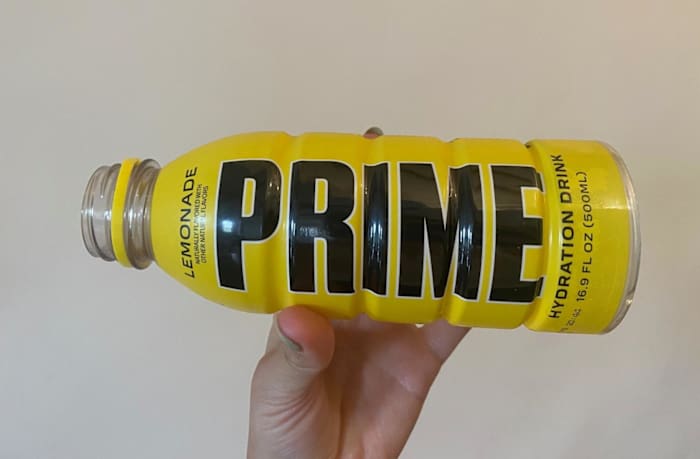 LEMONADE
NATURALLY FLAVORED WITH
OTHER NATURAL FLAVORS
PRIME
HYDRATION DRINK
16.9 FL OZ (500ML)